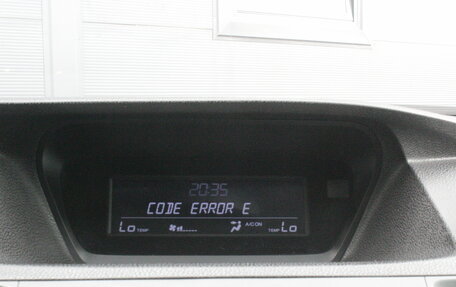 20:35
CODE ERROR E
Lo TEMP A/C ON TEMP Lo